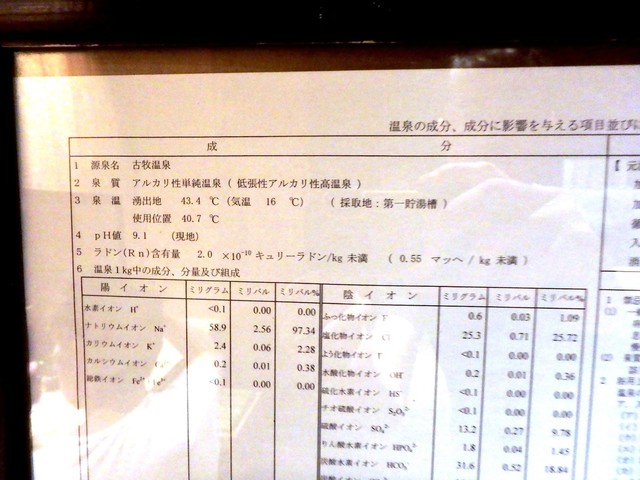 温泉の成分、成分に影響を与える項目並びに
成 分
1 源泉名 古牧温泉
2 泉 質 アルカリ性単純温泉 ( 低張性アルカリ性高温泉 )
3 泉 温 湧出地 43.4 ℃ (気温 16 ℃) ( 採取地:第一貯湯槽 )
使用位置 40.7 ℃
4 pH値 9.1 (現地)
5 ラドン(Rn)含有量 2.0 ×10⁻¹⁰ キュリーラドン/kg 未満 ( 0.55 マッヘ / kg 未満 )
6 温泉1kg中の成分、分量及び組成
陽 イ オ ン ミリグラム ミリバル ミリバル% 陰 イ オ ン ミリグラム ミリバル ミリバル%
水素イオン H⁺ <0.1 0.00 0.00 ふっ化物イオン F⁻ 0.6 0.03 1.09
ナトリウムイオン Na⁺ 58.9 2.56 97.34 塩化物イオン Cl⁻ 25.3 0.71 25.72
カリウムイオン K⁺ 2.4 0.06 2.28 よう化物イオン I⁻ <0.1 0.00 0.00
カルシウムイオン 0.2 0.01 0.38 水酸化物イオン OH⁻ 0.2 0.01 0.36
総鉄イオン <0.1 0.00 0.00 硫化水素イオン HS⁻ <0.1 0.00 0.00
チオ硫酸イオン S₂O₃²⁻ <0.1 0.00 0.00
硫酸イオン SO₄²⁻ 13.2 0.27 9.78
りん酸水素イオン HPO₄²⁻ 1.8 0.04 1.45
炭酸水素イオン HCO₃⁻ 31.6 0.52 18.84